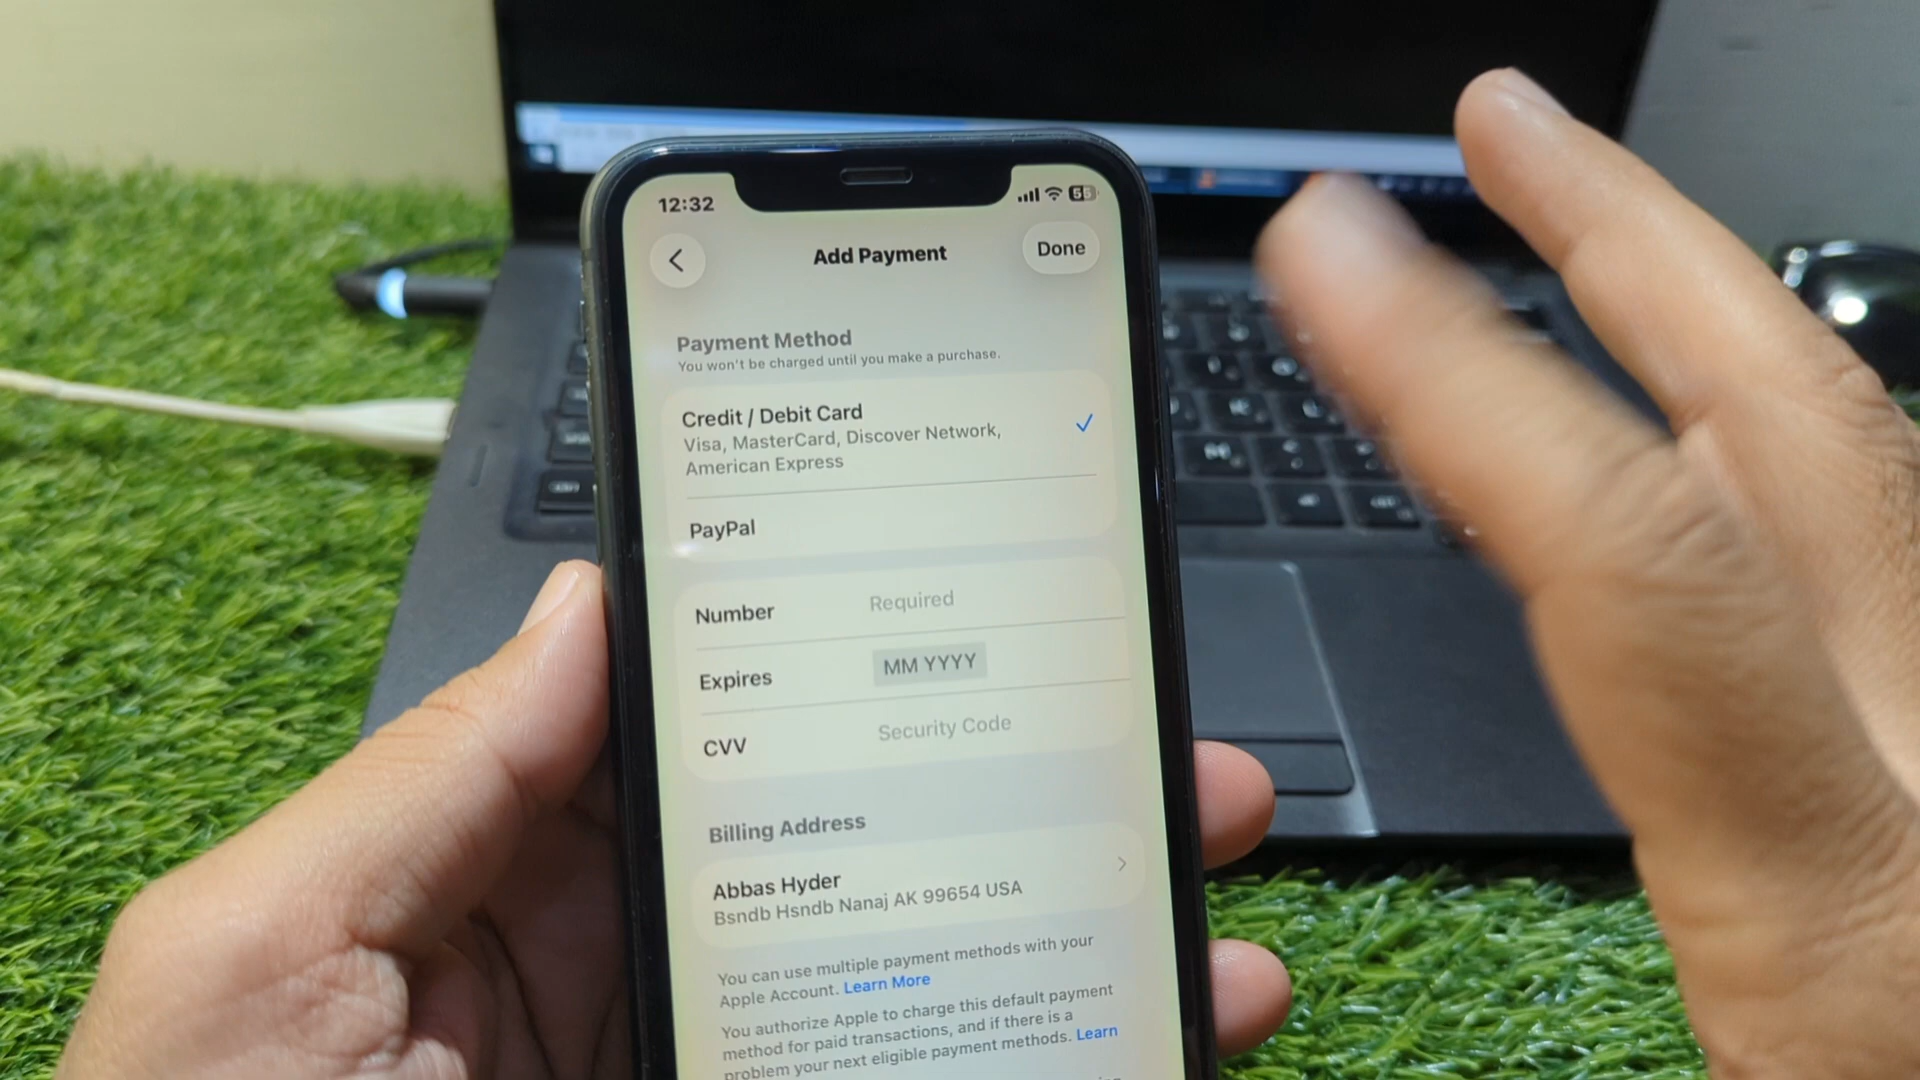 12:32
Add Payment
Done
Payment Method
You won't be charged until you make a purchase.
Credit / Debit Card
Visa, MasterCard, Discover Network,
American Express
PayPal
Number Required
Expires MM YYYY
CVV Security Code
Billing Address
Abbas Hyder
Bsndb Hsndb Nanaj AK 99654 USA
You can use multiple payment methods with your
Apple Account. Learn More
You authorize Apple to charge this default payment
method for paid transactions, and if there is a
problem your next eligible payment methods. Learn